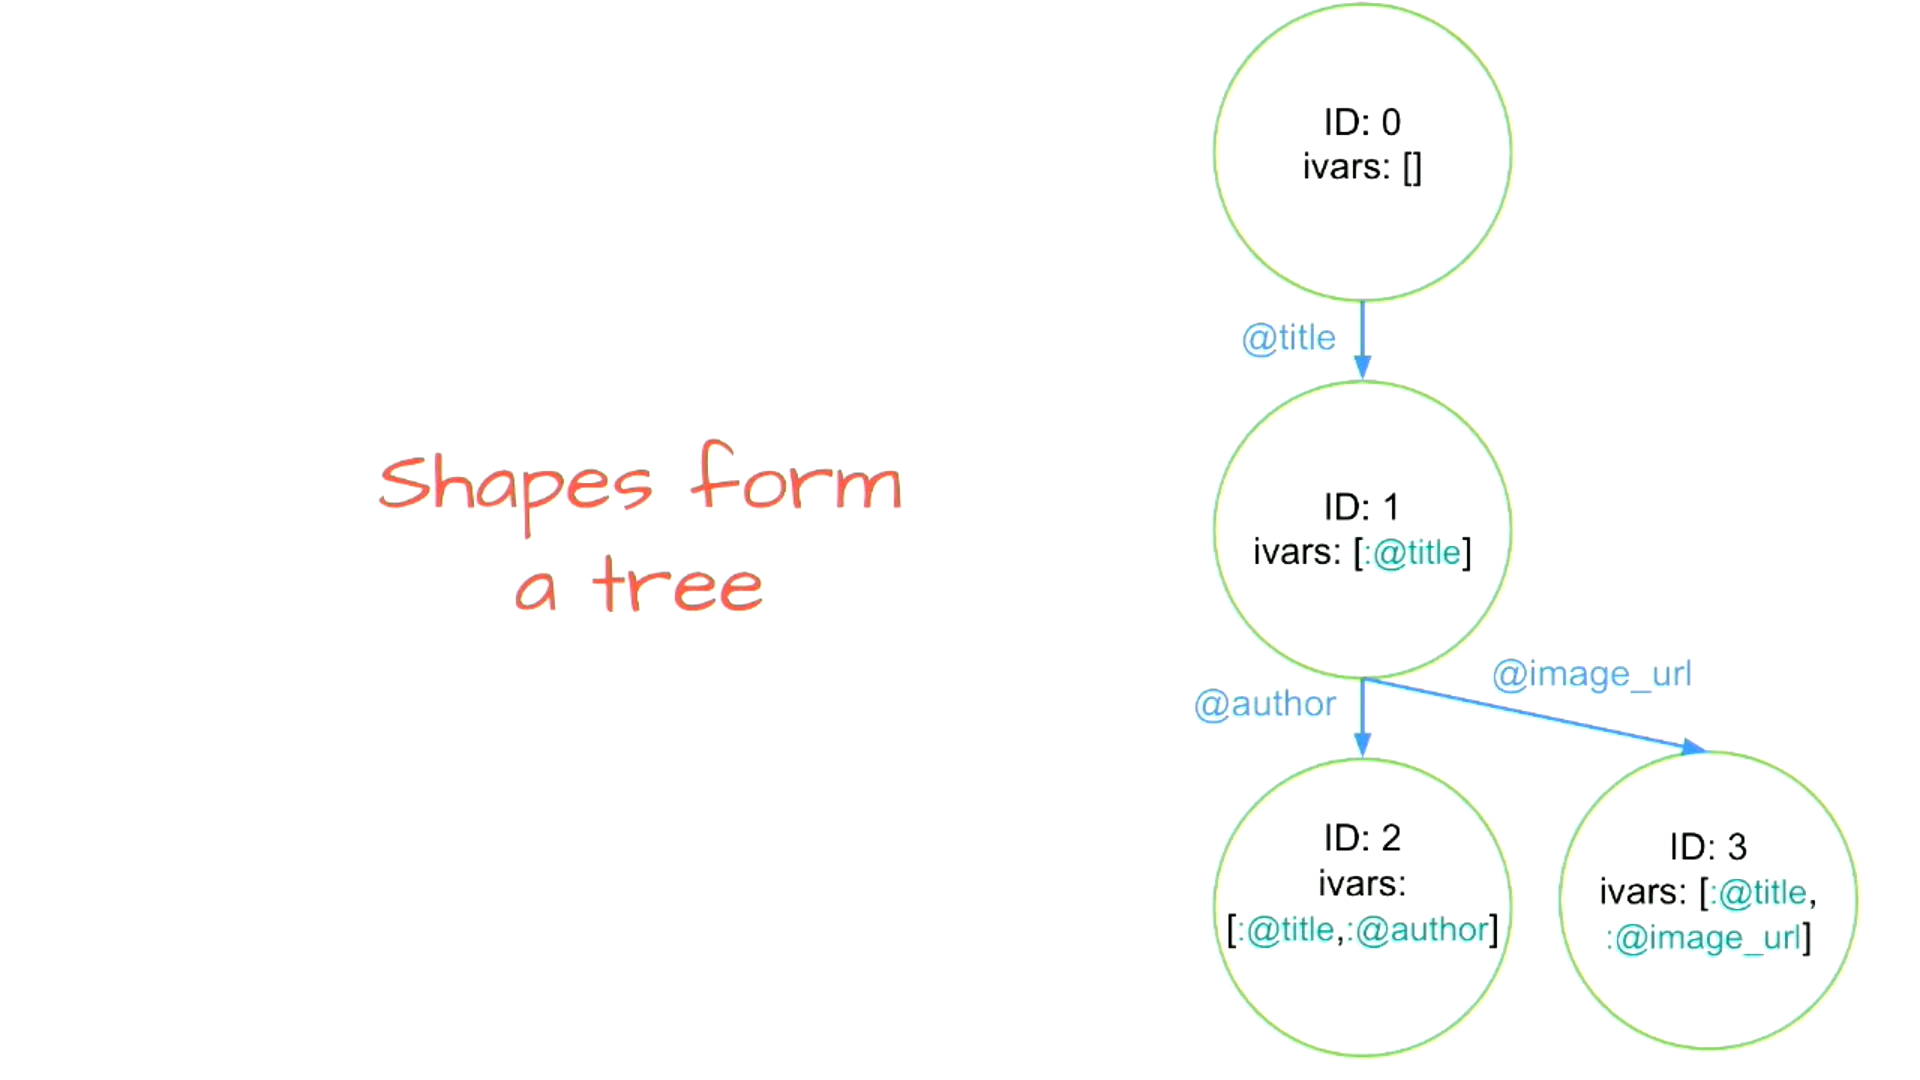 Shapes form
a tree
ID: 0
ivars: []
@title
ID: 1
ivars: [:@title]
@author
@image_url
ID: 2
ivars:
[:@title,:@author]
ID: 3
ivars: [:@title,
:@image_url]